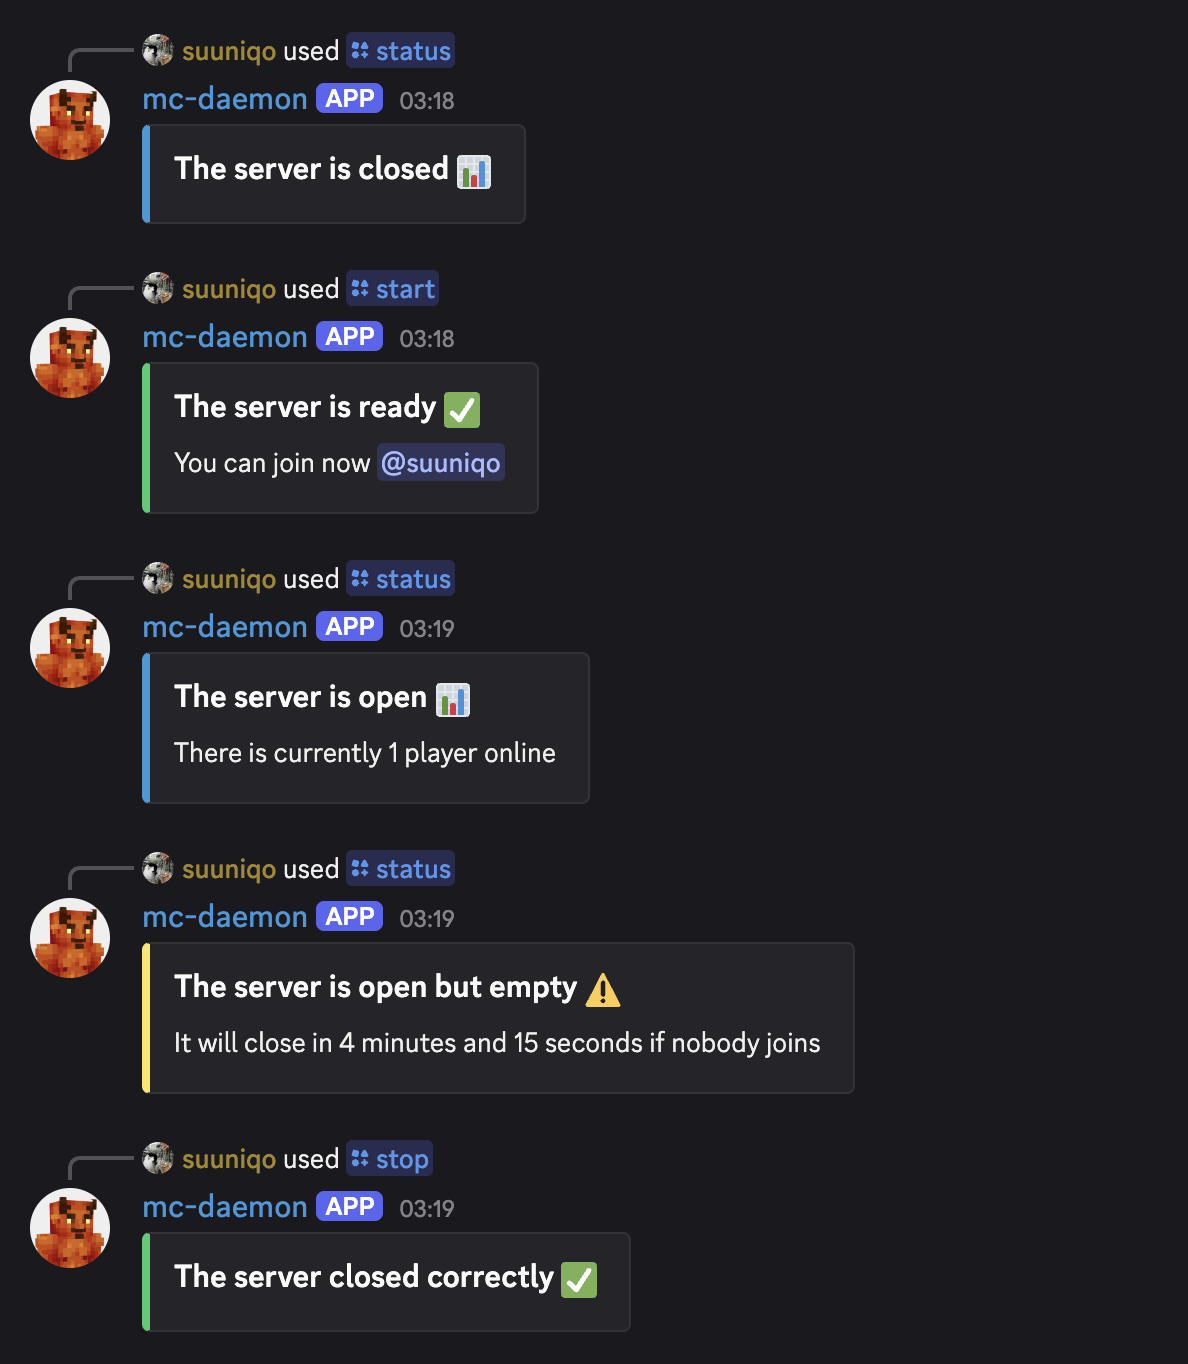 suuniqo used status
mc-daemon APP 03:18
The server is closed 📊
suuniqo used start
mc-daemon APP 03:18
The server is ready ✅
You can join now @suuniqo
suuniqo used status
mc-daemon APP 03:19
The server is open 📊
There is currently 1 player online
suuniqo used status
mc-daemon APP 03:19
The server is open but empty ⚠️
It will close in 4 minutes and 15 seconds if nobody joins
suuniqo used stop
mc-daemon APP 03:19
The server closed correctly ✅